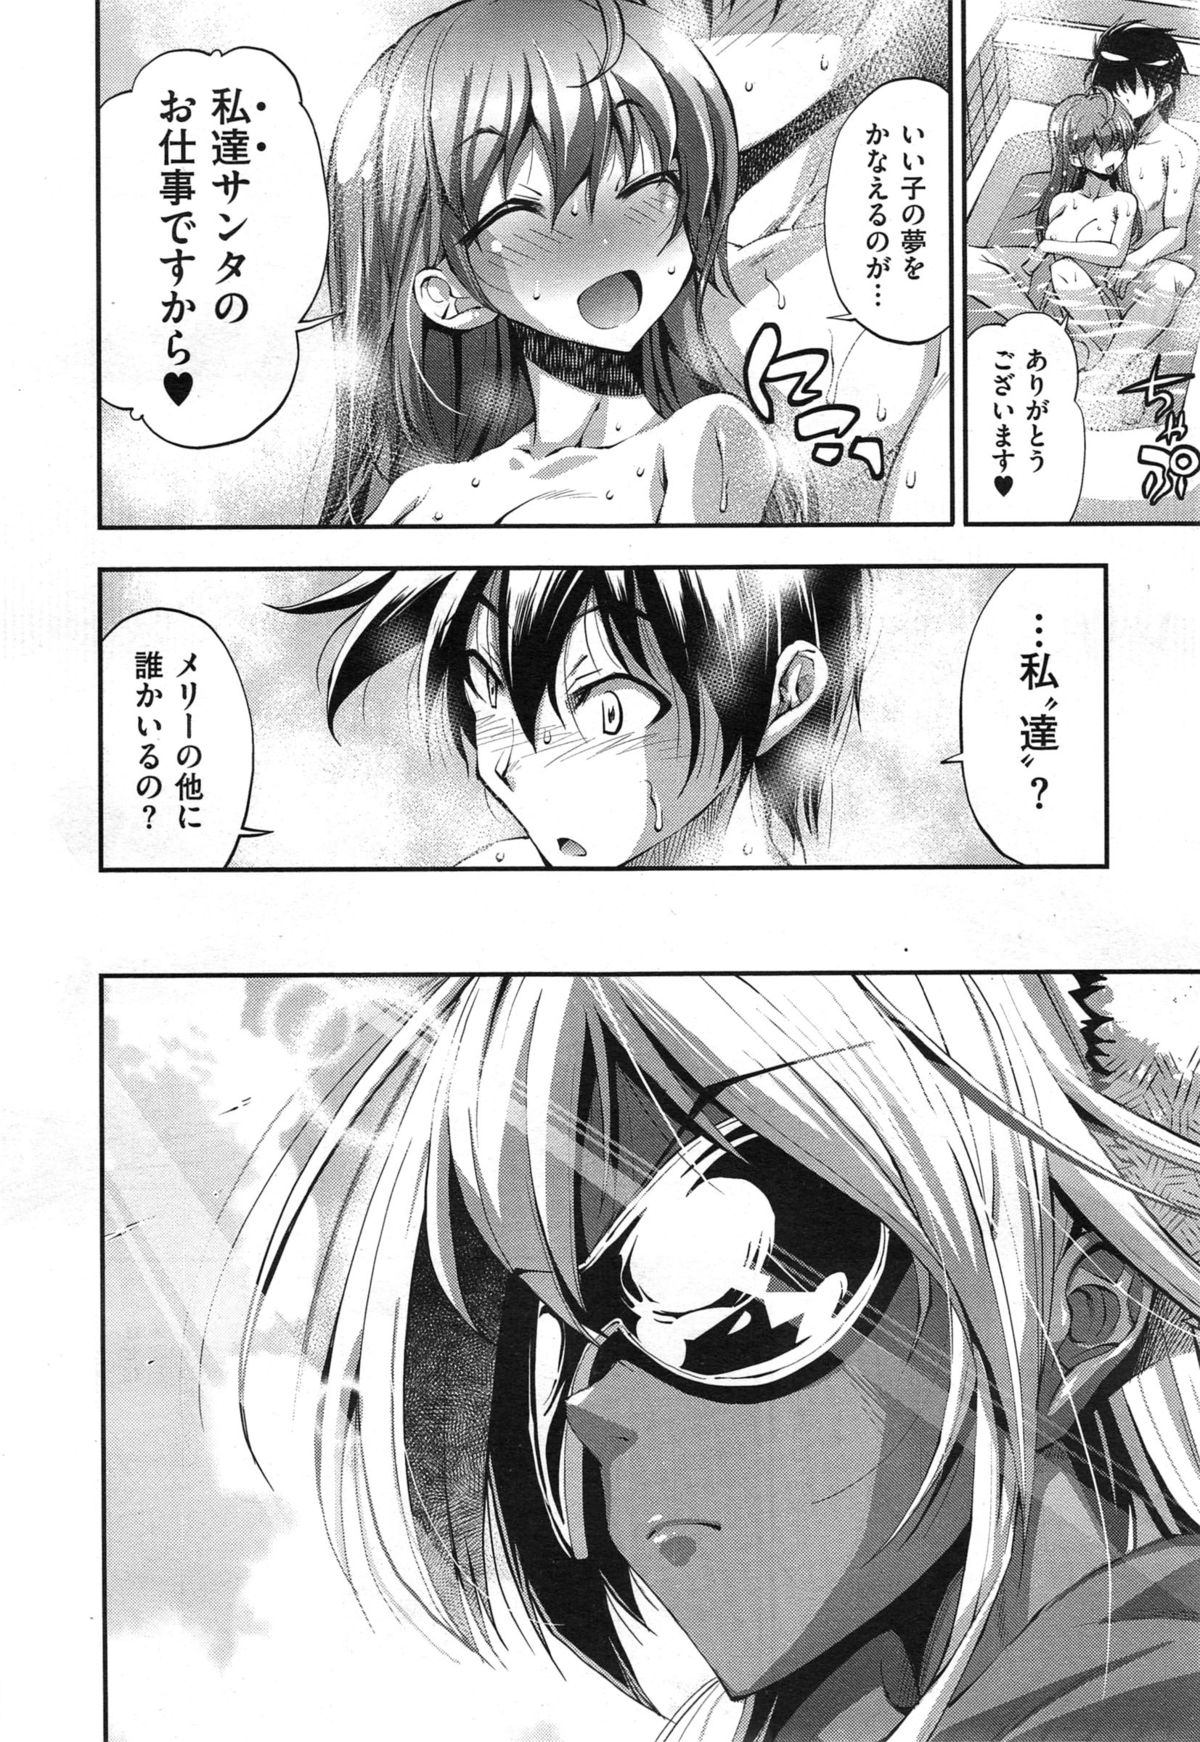 ありがとう
ございます♥
ちゃぷ
いい子の夢を
かなえるのが…
にこっ
私達サンタの
お仕事ですから♥
…私〝達〟?
メリーの他に
誰かいるの?